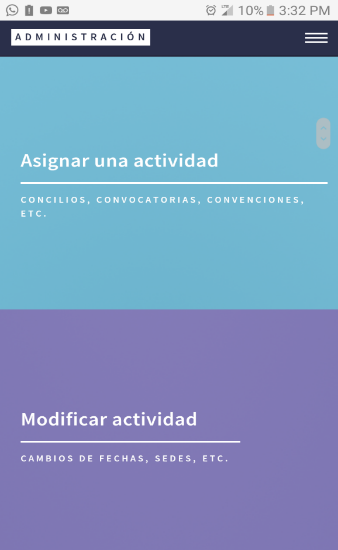 10% 3:32 PM
ADMINISTRACIÓN
Asignar una actividad
CONCILIOS, CONVOCATORIAS, CONVENCIONES,
ETC.
Modificar actividad
CAMBIOS DE FECHAS, SEDES, ETC.